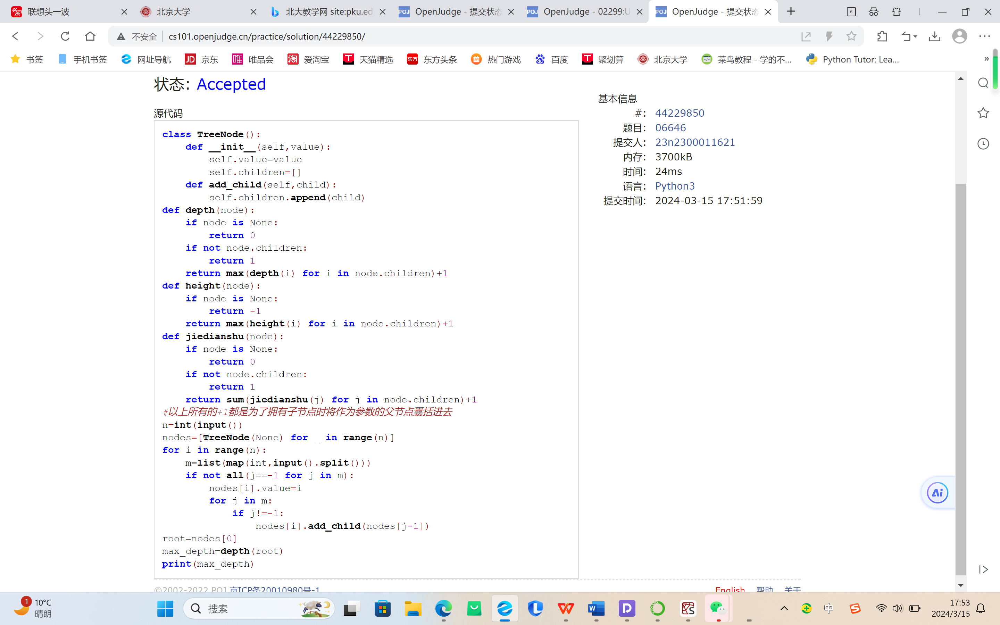 联想头一波
北京大学
北大教学网 site:pku.ed
OpenJudge - 提交状态
OpenJudge - 02299:U
OpenJudge - 提交状态
6
不安全
cs101.openjudge.cn/practice/solution/44229850/
书签
手机书签
网址导航
京东
唯品会
爱淘宝
天猫精选
东方头条
热门游戏
百度
聚划算
北京大学
菜鸟教程 - 学的不...
Python Tutor: Lea...
状态: Accepted
源代码
class TreeNode():
    def __init__(self,value):
        self.value=value
        self.children=[]
    def add_child(self,child):
        self.children.append(child)
def depth(node):
    if node is None:
        return 0
    if not node.children:
        return 1
    return max(depth(i) for i in node.children)+1
def height(node):
    if node is None:
        return -1
    return max(height(i) for i in node.children)+1
def jiedianshu(node):
    if node is None:
        return 0
    if not node.children:
        return 1
    return sum(jiedianshu(j) for j in node.children)+1
#以上所有的+1都是为了拥有子节点时将作为参数的父节点囊括进去
n=int(input())
nodes=[TreeNode(None) for _ in range(n)]
for i in range(n):
    m=list(map(int,input().split()))
    if not all(j==-1 for j in m):
        nodes[i].value=i
        for j in m:
            if j!=-1:
                nodes[i].add_child(nodes[j-1])
root=nodes[0]
max_depth=depth(root)
print(max_depth)
基本信息
#: 44229850
题目: 06646
提交人: 23n2300011621
内存: 3700kB
时间: 24ms
语言: Python3
提交时间: 2024-03-15 17:51:59
Ai
©2002-2022 POJ 京ICP备20010980号-1
English 帮助 关于
1
10°C
晴朗
搜索
中
17:53
2024/3/15